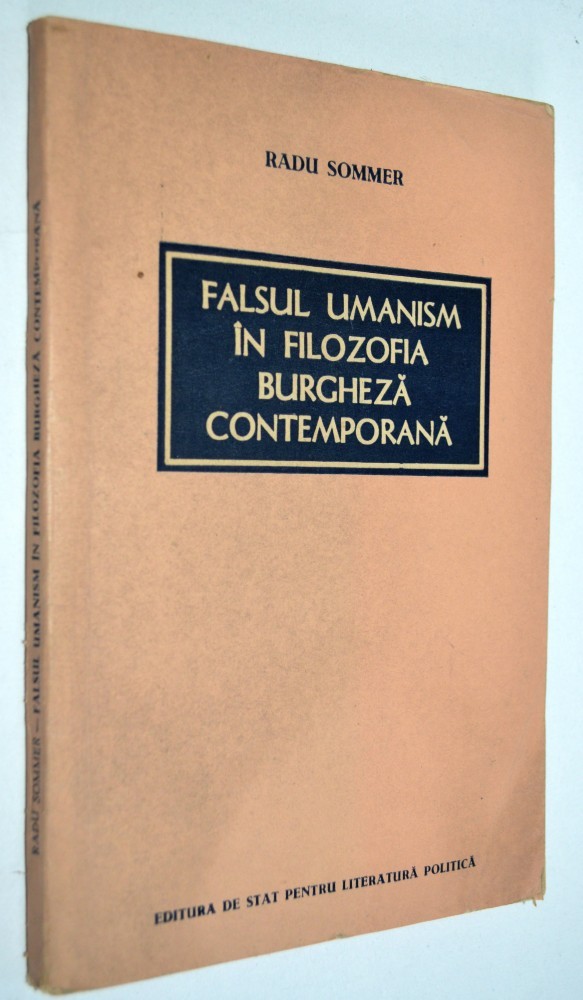 RADU SOMMER
FALSUL UMANISM
ÎN FILOZOFIA
BURGHEZĂ
CONTEMPORANĂ
EDITURA DE STAT PENTRU LITERATURĂ POLITICĂ
RADU SOMMER — FALSUL UMANISM ÎN FILOZOFIA BURGHEZĂ CONTEMPORANĂ